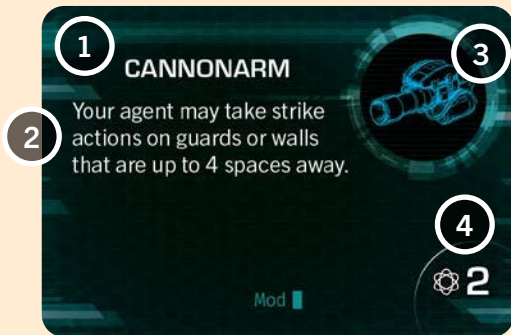 1
3
CANNONARM
2
Your agent may take strike
actions on guards or walls
that are up to 4 spaces away.
4
2
Mod